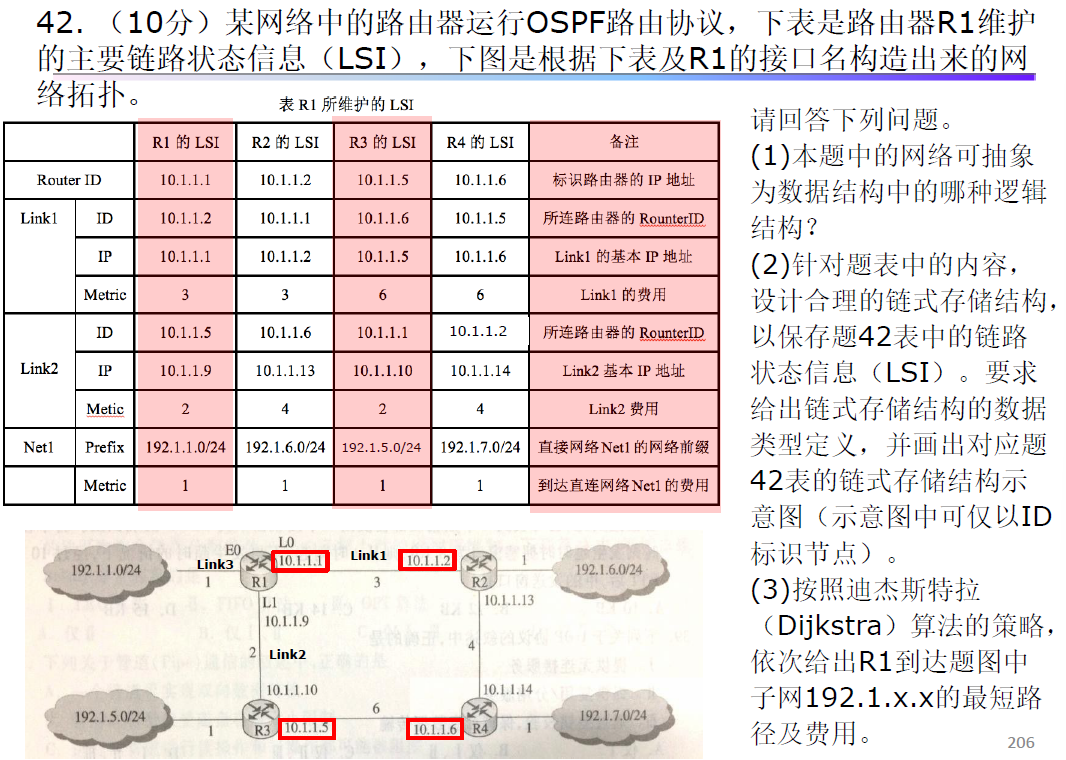 42.（10分）某网络中的路由器运行OSPF路由协议，下表是路由器R1维护
的主要链路状态信息（LSI），下图是根据下表及R1的接口名构造出来的网
络拓扑。
表 R1 所维护的 LSI
R1 的 LSI R2 的 LSI R3 的 LSI R4 的 LSI 备注
Router ID 10.1.1.1 10.1.1.2 10.1.1.5 10.1.1.6 标识路由器的 IP 地址
Link1 ID 10.1.1.2 10.1.1.1 10.1.1.6 10.1.1.5 所连路由器的 RounterID
IP 10.1.1.1 10.1.1.2 10.1.1.5 10.1.1.6 Link1 的基本 IP 地址
Metric 3 3 6 6 Link1 的费用
Link2 ID 10.1.1.5 10.1.1.6 10.1.1.1 10.1.1.2 所连路由器的 RounterID
IP 10.1.1.9 10.1.1.13 10.1.1.10 10.1.1.14 Link2 基本 IP 地址
Metic 2 4 2 4 Link2 费用
Net1 Prefix 192.1.1.0/24 192.1.6.0/24 192.1.5.0/24 192.1.7.0/24 直接网络 Net1 的网络前缀
Metric 1 1 1 1 到达直连网络 Net1 的费用
请回答下列问题。
(1)本题中的网络可抽象
为数据结构中的哪种逻辑
结构？
(2)针对题表中的内容，
设计合理的链式存储结构，
以保存题42表中的链路
状态信息（LSI）。要求
给出链式存储结构的数据
类型定义，并画出对应题
42表的链式存储结构示
意图（示意图中可仅以ID
标识节点）。
(3)按照迪杰斯特拉
（Dijkstra）算法的策略，
依次给出R1到达题图中
子网192.1.x.x的最短路
径及费用。
192.1.1.0/24 Link3 1 E0 L0 R1 10.1.1.1 Link1 3 10.1.1.2 R2 1 192.1.6.0/24
L1 10.1.1.13
10.1.1.9
2 Link2 4
10.1.1.10 10.1.1.14
192.1.5.0/24 1 R3 10.1.1.5 6 10.1.1.6 R4 1 192.1.7.0/24
206